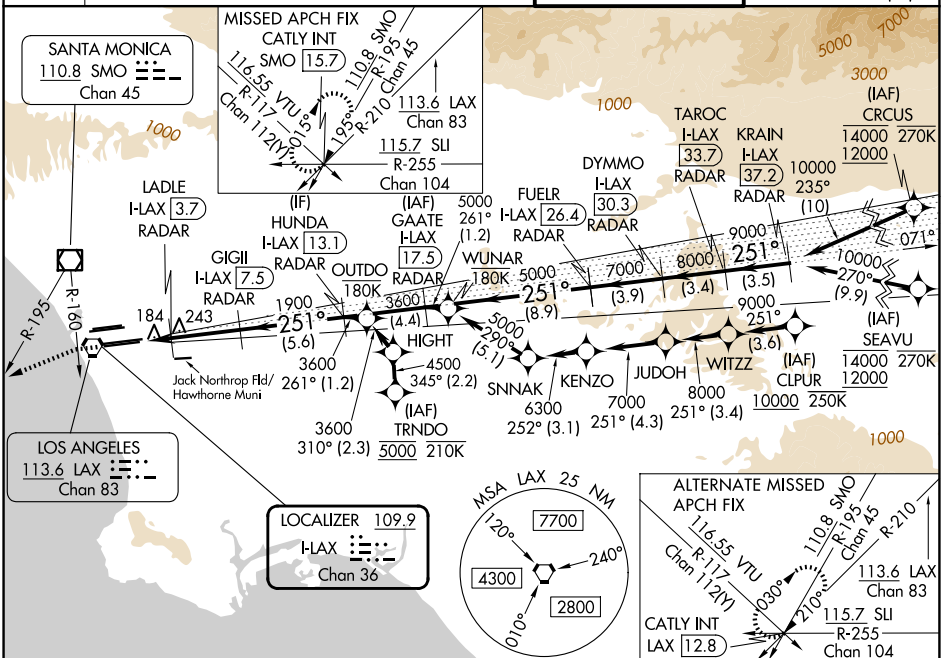 MISSED APCH FIX
CATLY INT
SMO 15.7
110.8 SMO
R-195
Chan 45
R-210
116.55 VTU
R-117
Chan 112(Y)
015°
195°
113.6 LAX
Chan 83
115.7 SLI
R-255
Chan 104
SANTA MONICA
110.8 SMO
Chan 45
1000
1000
5000
7000
3000
(IAF)
CRCUS
14000 270K
12000
TAROC
I-LAX
33.7
RADAR
KRAIN
I-LAX
37.2
RADAR
10000
235°
(10)
DYMMO
I-LAX
30.3
RADAR
FUELR
I-LAX 26.4
RADAR
LADLE
I-LAX 3.7
RADAR
GIGII
I-LAX 7.5
RADAR
(IF)
HUNDA
I-LAX 13.1
RADAR
(IAF)
GAATE
I-LAX
17.5
RADAR
5000
261°
(1.2)
OUTDO
180K
WUNAR
180K
071°
9000
251°
(3.5)
8000
(3.4)
7000
(3.9)
5000
251°
(8.9)
3600
(4.4)
1900
251°
(5.6)
10000
270°
(9.9)
(IAF)
SEAVU
14000 270K
12000
9000
251°
(3.6)
(IAF)
CLPUR
10000 250K
WITZZ
8000
251° (3.4)
JUDOH
7000
251° (4.3)
KENZO
6300
252° (3.1)
SNNAK
5000
290°
(5.1)
HIGHT
4500
345° (2.2)
(IAF)
TRNDO
5000 210K
3600
261° (1.2)
3600
310° (2.3)
R-195
R-160
184
243
Jack Northrop Fld/
Hawthorne Muni
LOS ANGELES
113.6 LAX
Chan 83
LOCALIZER 109.9
I-LAX
Chan 36
MSA LAX 25 NM
120°
7700
240°
4300
2800
010°
1000
ALTERNATE MISSED
APCH FIX
116.55 VTU
R-117
Chan 112(Y)
110.8 SMO
R-195
Chan 45
R-210
030°
210°
113.6 LAX
Chan 83
115.7 SLI
R-255
Chan 104
CATLY INT
LAX 12.8